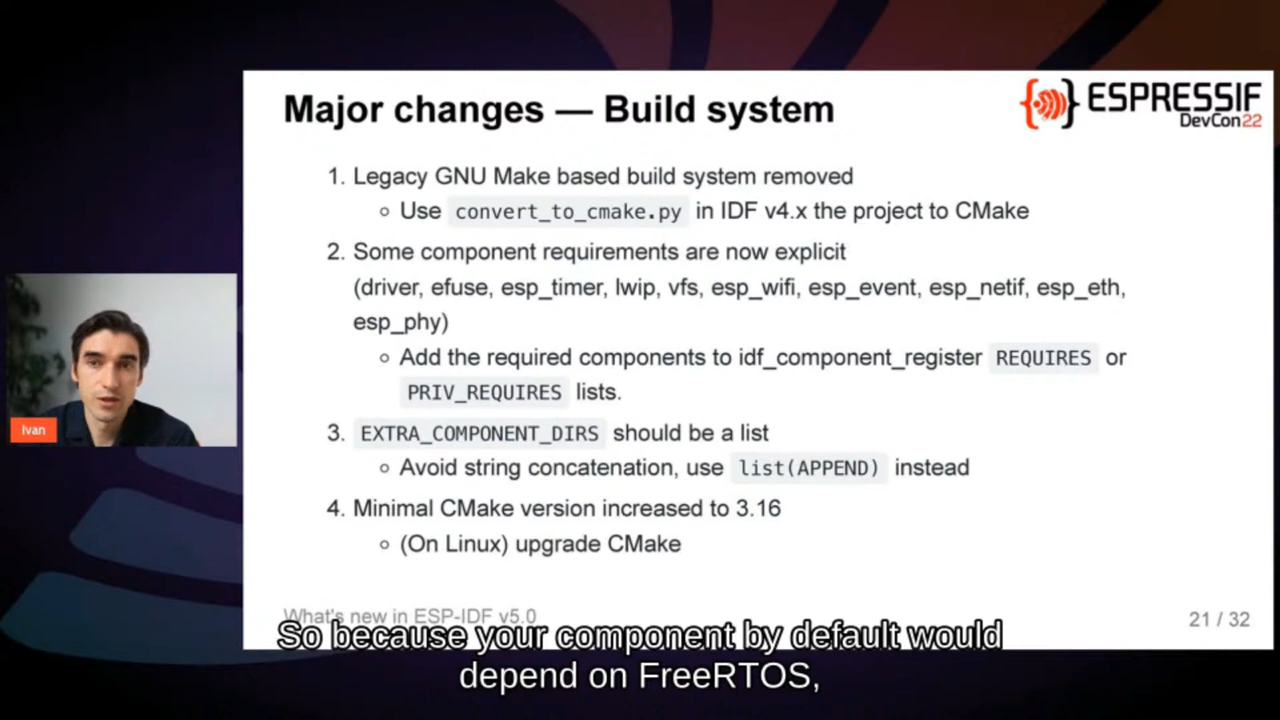 Major changes — Build system
{ } ESPRESSIF
DevCon22
1. Legacy GNU Make based build system removed
Use convert_to_cmake.py in IDF v4.x the project to CMake
2. Some component requirements are now explicit
(driver, efuse, esp_timer, lwip, vfs, esp_wifi, esp_event, esp_netif, esp_eth,
esp_phy)
Add the required components to idf_component_register REQUIRES or
PRIV_REQUIRES lists.
3. EXTRA_COMPONENT_DIRS should be a list
Avoid string concatenation, use list(APPEND) instead
4. Minimal CMake version increased to 3.16
(On Linux) upgrade CMake
Ivan
What's new in ESP-IDF v5.0
21 / 32
So because your component by default would
depend on FreeRTOS,